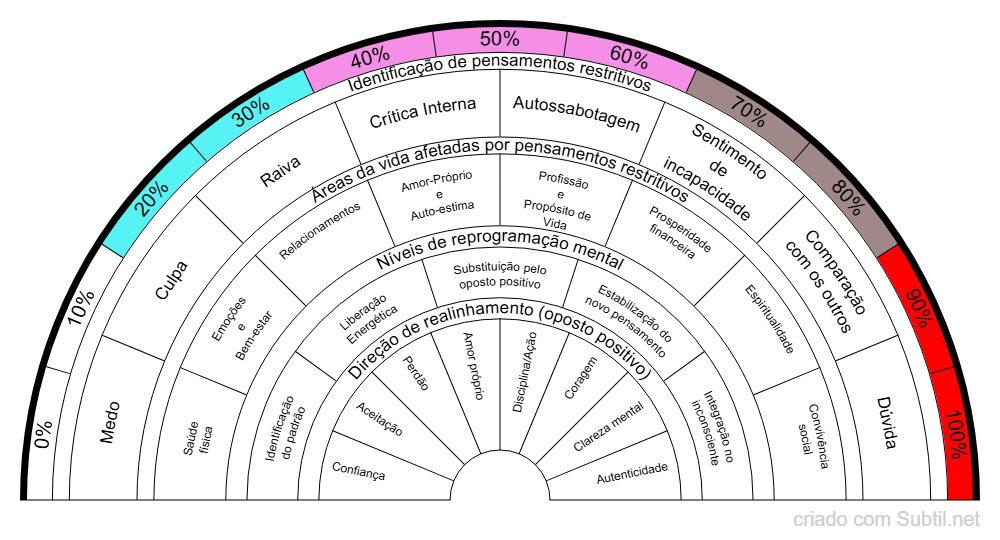 0%
10%
20%
30%
40%
50%
60%
70%
80%
90%
100%
Identificação de pensamentos restritivos
Medo
Culpa
Raiva
Crítica Interna
Autossabotagem
Sentimento
de
incapacidade
Comparação
com os outros
Dúvida
Áreas da vida afetadas por pensamentos restritivos
Saúde
física
Emoções
e
Bem-estar
Relacionamentos
Amor-Próprio
e
Auto-estima
Profissão
e
Propósito de
Vida
Prosperidade
financeira
Espiritualidade
Convivência
social
Níveis de reprogramação mental
Identificação
do padrão
Liberação
Energética
Substituição pelo
oposto positivo
Estabilização do
novo pensamento
Integração no
inconsciente
Direção de realinhamento (oposto positivo)
Confiança
Aceitação
Perdão
Amor próprio
Disciplina/Ação
Coragem
Clareza mental
Autenticidade
criado com Subtil.net